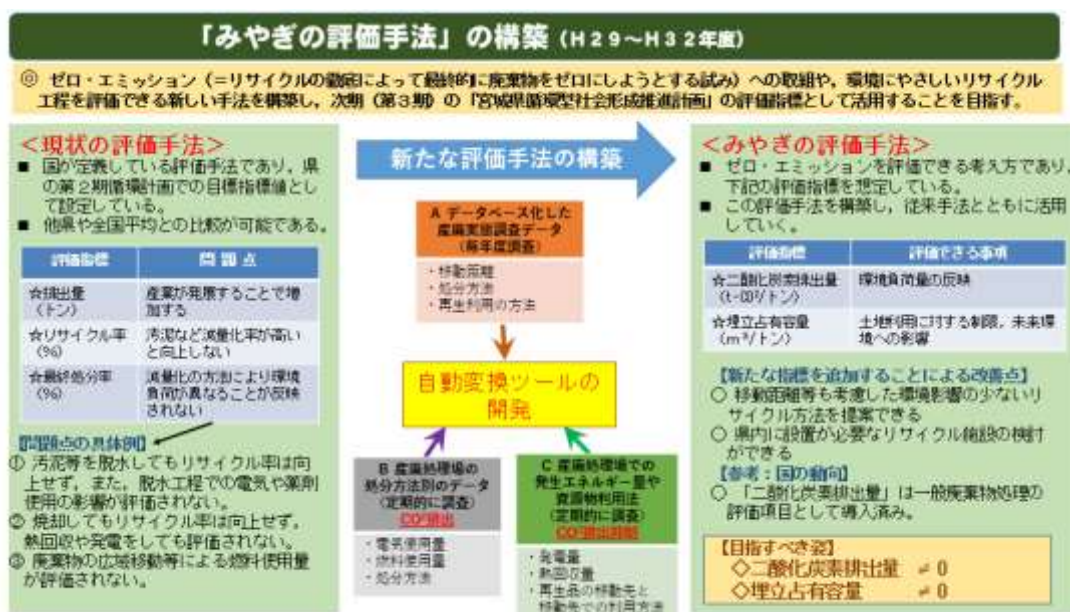 「みやぎの評価手法」の構築(H29～H32年度)
◎ ゼロ・エミッション(=リサイクルの徹底によって最終的に廃棄物をゼロにしようとする試み)への取組や,環境にやさしいリサイクル
工程を評価できる新しい手法を構築し,次期(第3期)の「宮城県循環型社会形成推進計画」の評価指標として活用することを目指す。
＜現状の評価手法＞
■ 国が定義している評価手法であり,県
の第2期循環計画での目標指標値とし
て設定している。
■ 他県や全国平均との比較が可能である。
評価指標 問題点
☆排出量
(トン)
産業が発展することで増
加する
☆リサイクル率
(%)
汚泥など減量化率が高い
と向上しない
☆最終処分率
(%)
減量化の方法により環境
負荷が異なることが反映
されない
【問題点の具体例】
① 汚泥等を脱水してもリサイクル率は向
上せず,また,脱水工程での電気や薬剤
使用の影響が評価されない。
② 焼却してもリサイクル率は向上せず,
熱回収や発電をしても評価されない。
③ 廃棄物の広域移動等による燃料使用量
が評価されない。
新たな評価手法の構築
A データベース化した
産廃実態調査データ
(毎年度調査)
・移動距離
・処分方法
・再生利用の方法
自動変換ツールの
開発
B 産廃処理場の
処分方法別のデータ
(定期的に調査)
CO²排出
・電気使用量
・燃料使用量
・処分方法
C 産廃処理場での
発生エネルギー量や
資源物利用法
(定期的に調査)
CO²排出抑制
・発電量
・熱回収量
・再生品の移動先と
移動先での利用方法
＜みやぎの評価手法＞
■ ゼロ・エミッションを評価できる考え方であり,
下記の評価指標を想定している。
■ この評価手法を構築し,従来手法とともに活用
していく。
評価指標 評価できる事項
☆二酸化炭素排出量
(t-CO²/トン)
環境負荷量の反映
☆埋立占有容量
(m³/トン)
土地利用に対する制限,未来環
境への影響
【新たな指標を追加することによる改善点】
○ 移動距離等も考慮した環境影響の少ないリ
サイクル方法を提案できる
○ 県内に設置が必要なリサイクル施設の検討
ができる
【参考：国の動向】
○ 「二酸化炭素排出量」は一般廃棄物処理の
評価項目として導入済み。
【目指すべき姿】
◇二酸化炭素排出量 ≠ 0
◇埋立占有容量 ≠ 0